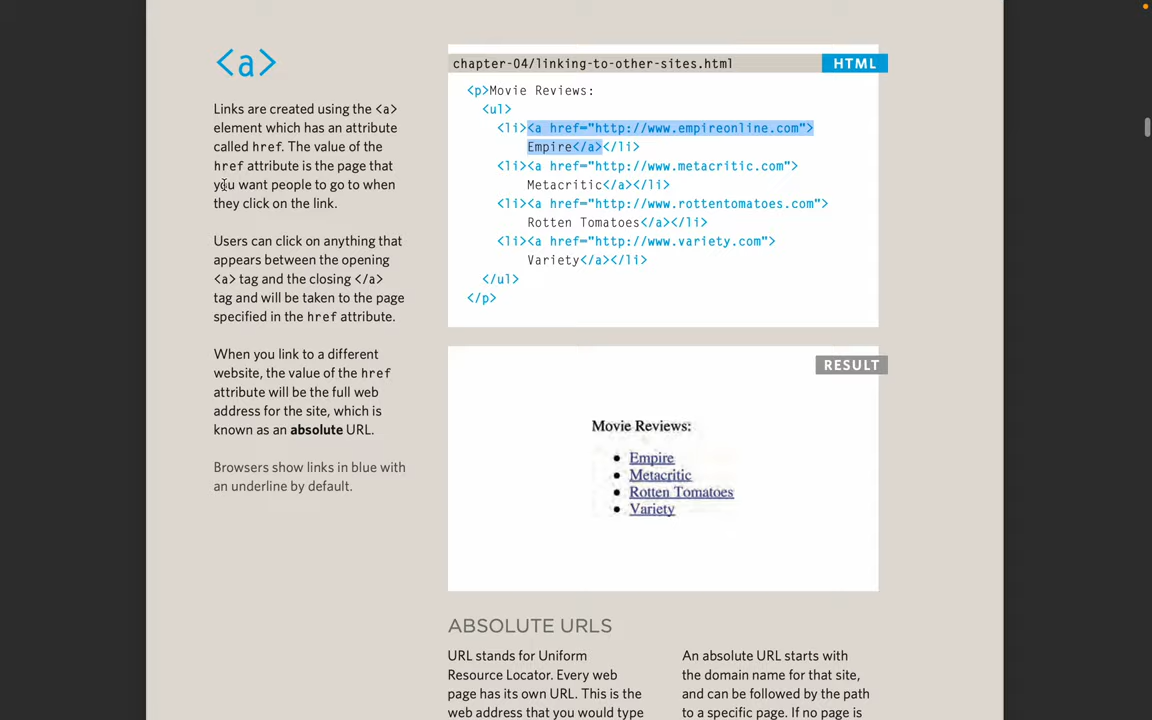 <a>
Links are created using the <a>
element which has an attribute
called href. The value of the
href attribute is the page that
you want people to go to when
they click on the link.
Users can click on anything that
appears between the opening
<a> tag and the closing </a>
tag and will be taken to the page
specified in the href attribute.
When you link to a different
website, the value of the href
attribute will be the full web
address for the site, which is
known as an absolute URL.
Browsers show links in blue with
an underline by default.
chapter-04/linking-to-other-sites.html
HTML
<p>Movie Reviews:
<ul>
<li><a href="http://www.empireonline.com">
Empire</a></li>
<li><a href="http://www.metacritic.com">
Metacritic</a></li>
<li><a href="http://www.rottentomatoes.com">
Rotten Tomatoes</a></li>
<li><a href="http://www.variety.com">
Variety</a></li>
</ul>
</p>
RESULT
Movie Reviews:
• Empire
• Metacritic
• Rotten Tomatoes
• Variety
ABSOLUTE URLS
URL stands for Uniform
Resource Locator. Every web
page has its own URL. This is the
web address that you would type
An absolute URL starts with
the domain name for that site,
and can be followed by the path
to a specific page. If no page is